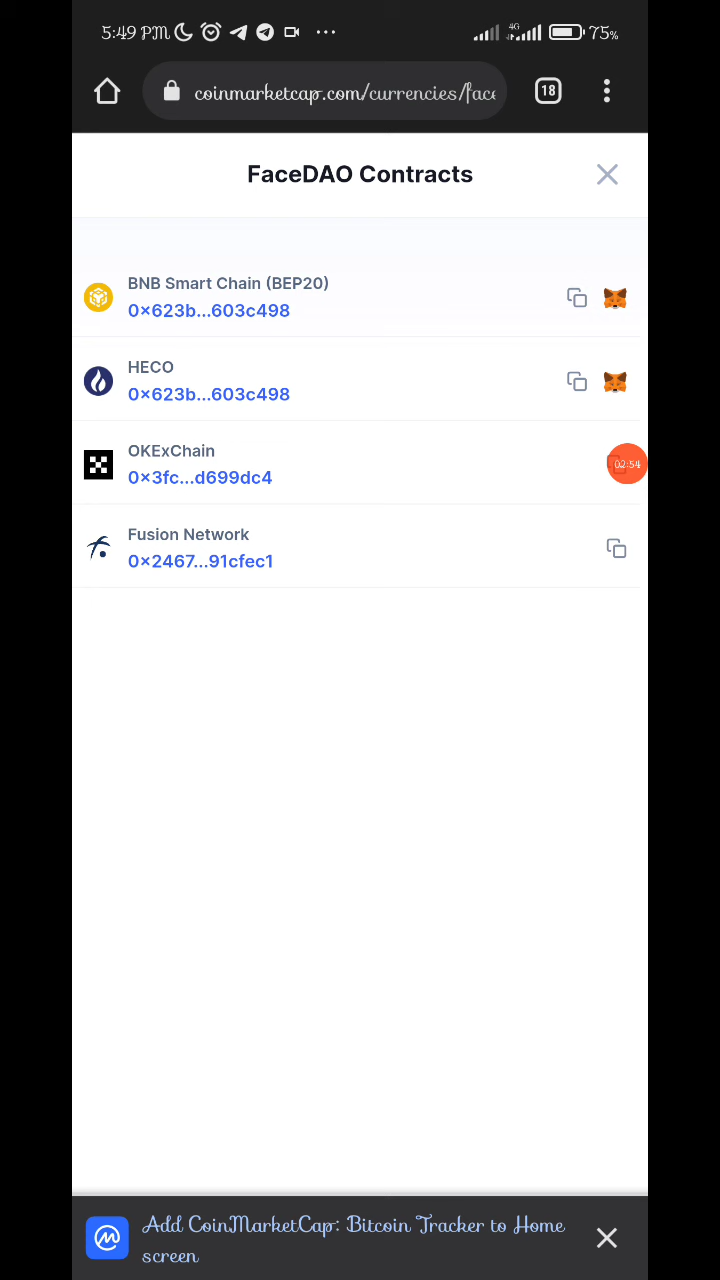 5:49 PM
4G
75%
coinmarketcap.com/currencies/face
18
FaceDAO Contracts
BNB Smart Chain (BEP20)
0x623b...603c498
HECO
0x623b...603c498
OKExChain
0x3fc...d699dc4
02:54
Fusion Network
0x2467...91cfec1
Add CoinMarketCap: Bitcoin Tracker to Home
screen